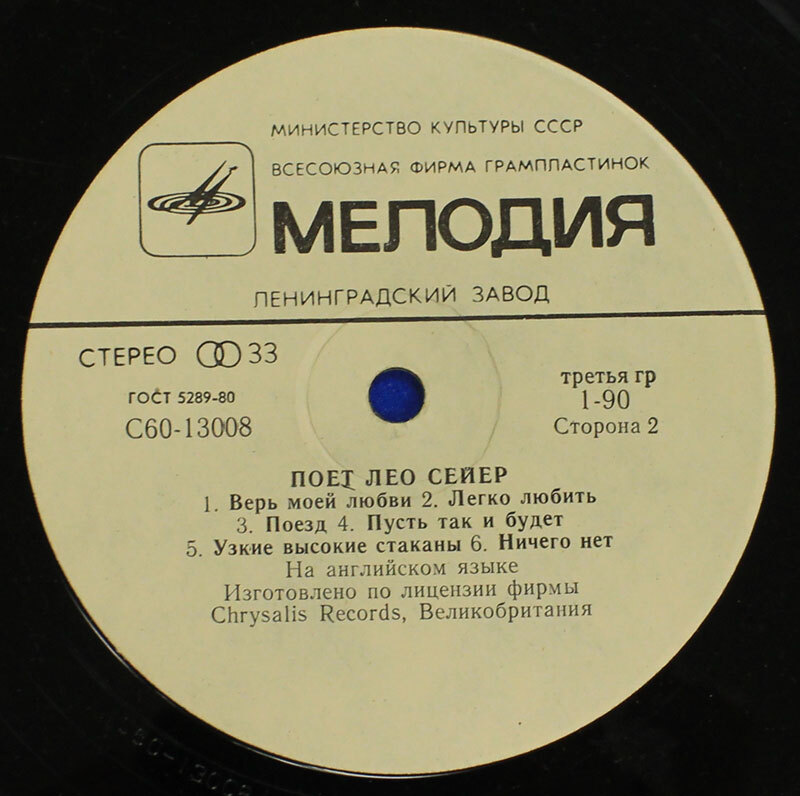 МИНИСТЕРСТВО КУЛЬТУРЫ СССР
ВСЕСОЮЗНАЯ ФИРМА ГРАМПЛАСТИНОК
МЕЛОДИЯ
ЛЕНИНГРАДСКИЙ ЗАВОД
СТЕРЕО 33
ГОСТ 5289-80
С60-13008
третья гр
1-90
Сторона 2
ПОЕТ ЛЕО СЕЙЕР
1. Верь моей любви 2. Легко любить
3. Поезд 4. Пусть так и будет
5. Узкие высокие стаканы 6. Ничего нет
На английском языке
Изготовлено по лицензии фирмы
Chrysalis Records, Великобритания